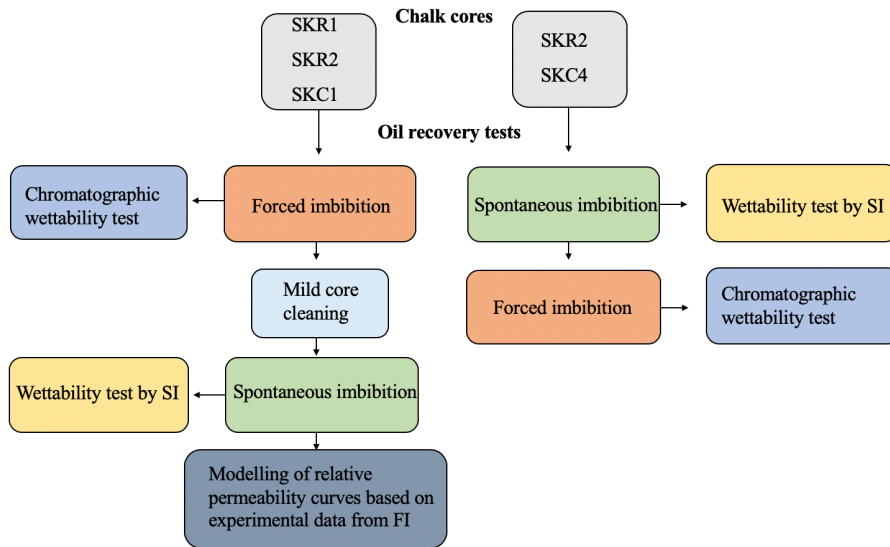 Chalk cores
SKR1
SKR2
SKC1
SKR2
SKC4
Oil recovery tests
Chromatographic
wettability test
Forced imbibition
Spontaneous imbibition
Wettability test by SI
Mild core
cleaning
Forced imbibition
Chromatographic
wettability test
Wettability test by SI
Spontaneous imbibition
Modelling of relative
permeability curves based on
experimental data from FI